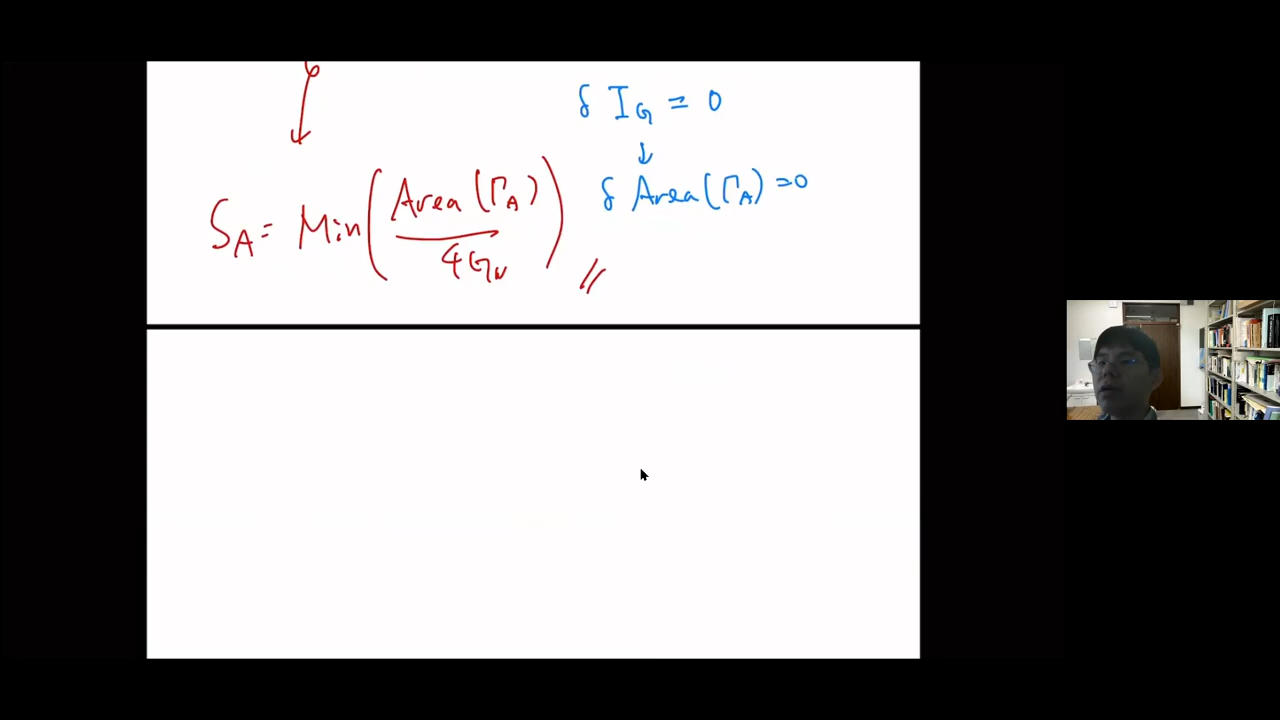 δ I_G = 0
↓
δ Area(Γ_A) = 0
S_A = Min(Area(Γ_A) / 4G_N) //